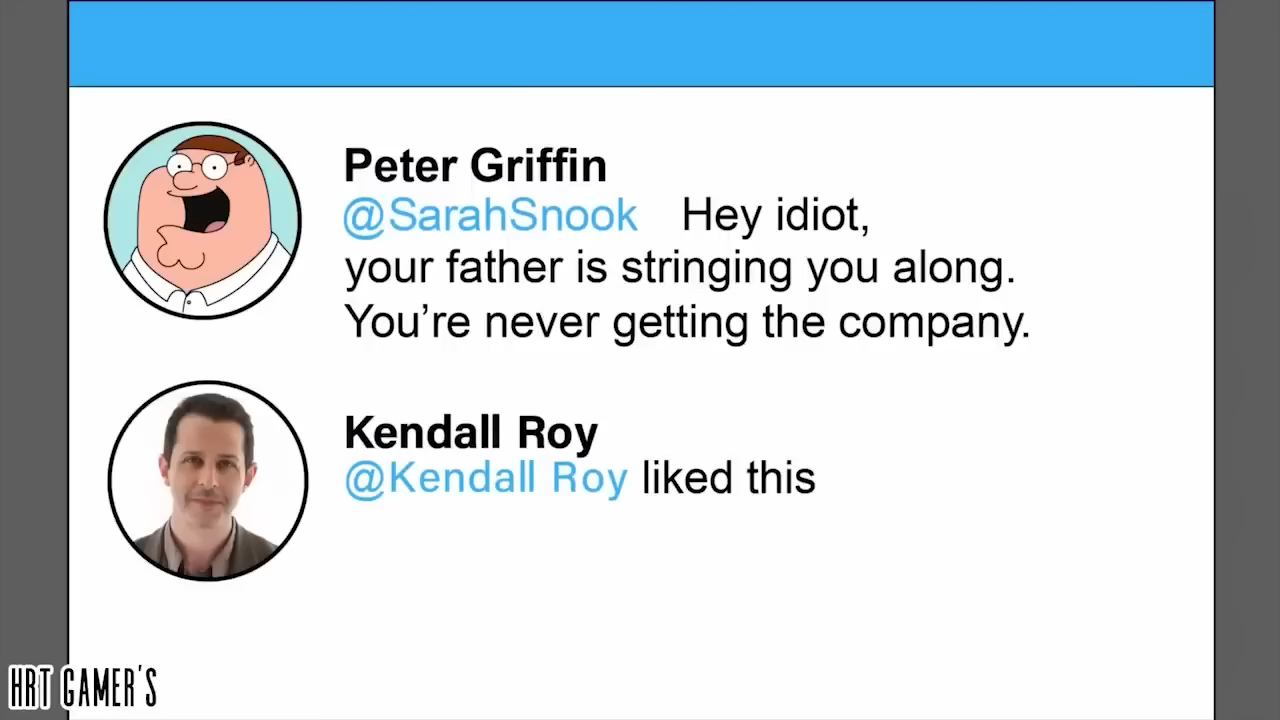 Peter Griffin
@SarahSnook Hey idiot,
your father is stringing you along.
You’re never getting the company.
Kendall Roy
@Kendall Roy liked this
HRT GAMER'S